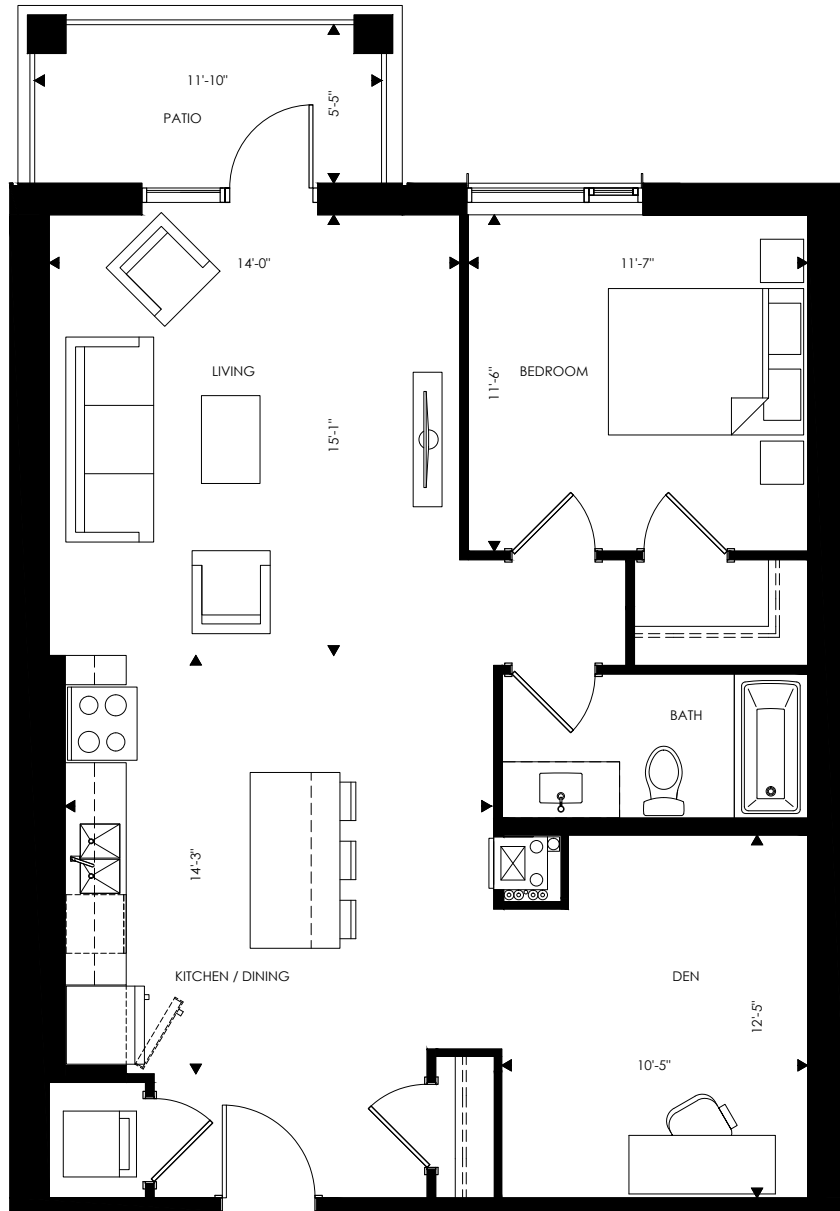 11'-10"
5'-5"
PATIO
14'-0"
11'-7"
LIVING
BEDROOM
11'-6"
15'-1"
BATH
14'-3"
KITCHEN / DINING
DEN
12'-5"
10'-5"